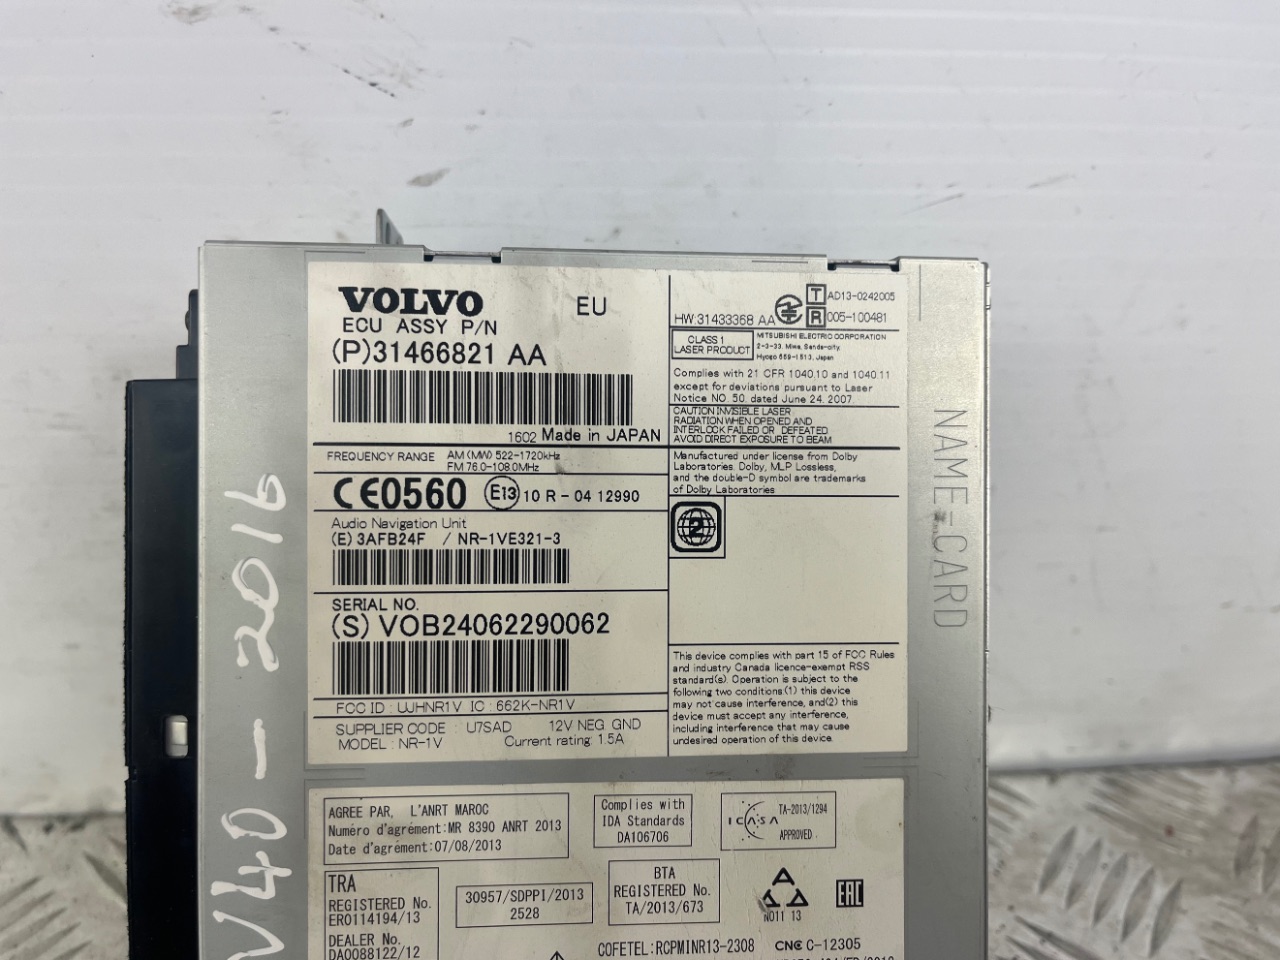 VOLVO EU
ECU ASSY P/N
(P)31466821 AA
1602 Made in JAPAN
FREQUENCY RANGE AM (MW) 522-1720kHz
FM 76.0-108.0MHz
CE0560 E13 10 R - 04 12990
Audio Navigation Unit
(E) 3AFB24F / NR-1VE321-3
SERIAL NO.
(S) VOB24062290062
FCC ID : UJHNR1V IC : 662K-NR1V
SUPPLIER CODE : U7SAD 12V NEG GND
MODEL : NR-1V Current rating: 1.5A
HW 31433368 AA
T AD13-0242005
R 005-100481
CLASS 1
LASER PRODUCT
MITSUBISHI ELECTRIC CORPORATION
2-3-33, Miwa, Sanda-city,
Hyogo 669-1513, Japan
Complies with 21 CFR 1040.10 and 1040.11
except for deviations pursuant to Laser
Notice NO. 50, dated June 24, 2007
CAUTION INVISIBLE LASER
RADIATION WHEN OPENED AND
INTERLOCK FAILED OR DEFEATED
AVOID DIRECT EXPOSURE TO BEAM
Manufactured under license from Dolby
Laboratories. Dolby, MLP Lossless,
and the double-D symbol are trademarks
of Dolby Laboratories
2
This device complies with part 15 of FCC Rules
and industry Canada licence-exempt RSS
standard(s). Operation is subject to the
following two conditions:(1) this device
may not cause interference, and(2) this
device must accept any interference,
including interference that may cause
undesired operation of this device.
NAME-CARD
V40 - 2016
AGREE PAR, L'ANRT MAROC
Numéro d'agrément:MR 8390 ANRT 2013
Date d'agrément:07/08/2013
Complies with
IDA Standards
DA106706
ICASA TA-2013/1294
APPROVED
TRA
REGISTERED No.
ER0114194/13
DEALER No.
DA0088122/12
30957/SDPPI/2013
2528
BTA
REGISTERED No.
TA/2013/673
N011 13
EAC
COFETEL:RCPMINR13-2308 CNC C-12305